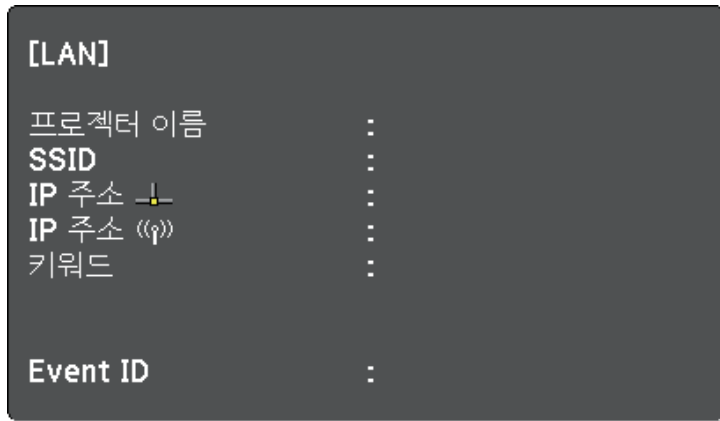 [LAN]
프로젝터 이름 :
SSID :
IP 주소 :
IP 주소 :
키워드 :
Event ID :